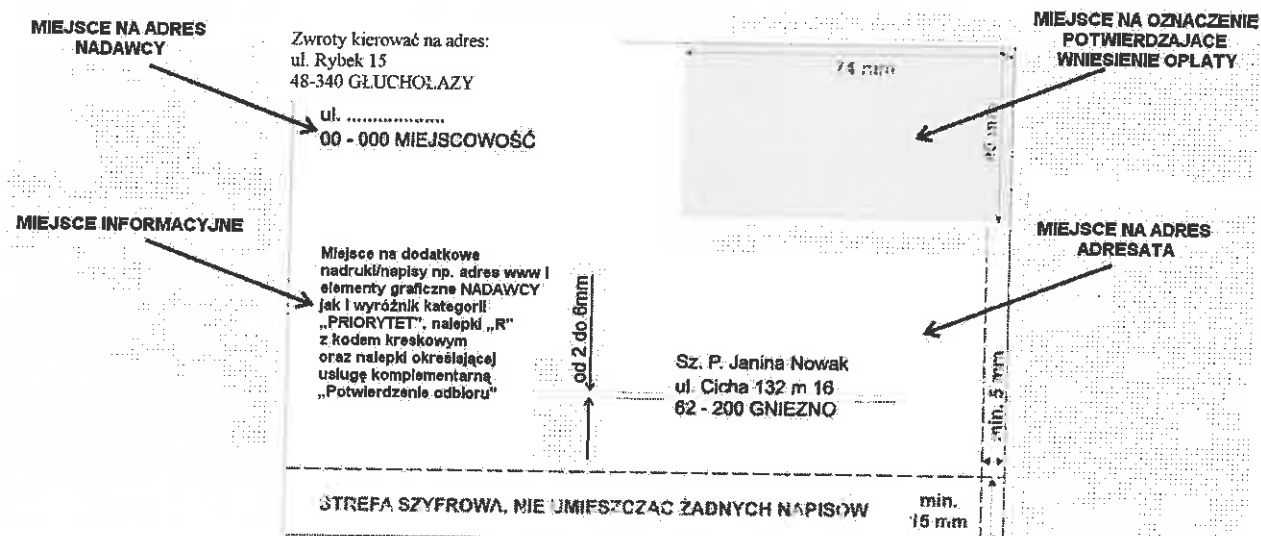 MIEJSCE NA ADRES
NADAWCY
Zwroty kierować na adres:
ul. Rybek 15
48-340 GŁUCHOŁAZY
ul. .....................
00 - 000 MIEJSCOWOŚĆ
74 mm
mm
MIEJSCE NA OZNACZENIE
POTWIERDZAJACE
WNIESIENIE OPLATY
MIEJSCE INFORMACYJNE
Miejsce na dodatkowe
nadruki/napisy np. adres www i
elementy graficzne NADAWCY
jak i wyróżnik kategorii
„PRIORYTET", nalepki „R"
z kodem kreskowym
oraz nalepki określającej
usługę komplementarną
„Potwierdzenie odbioru"
od 2 do 6mm
MIEJSCE NA ADRES
ADRESATA
Sz. P. Janina Nowak
ul. Cicha 132 m 16
62 - 200 GNIEZNO
min. 5 mm
STREFA SZYFROWA, NIE UMIESZCZAC ŻADNYCH NAPISÓW
min.
15 mm